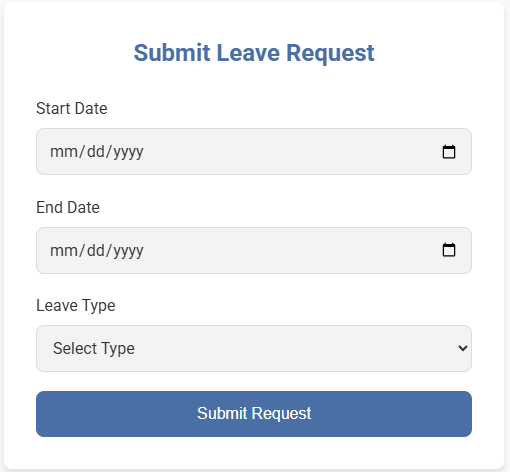 Submit Leave Request
Start Date
mm/dd/yyyy
End Date
mm/dd/yyyy
Leave Type
Select Type
Submit Request